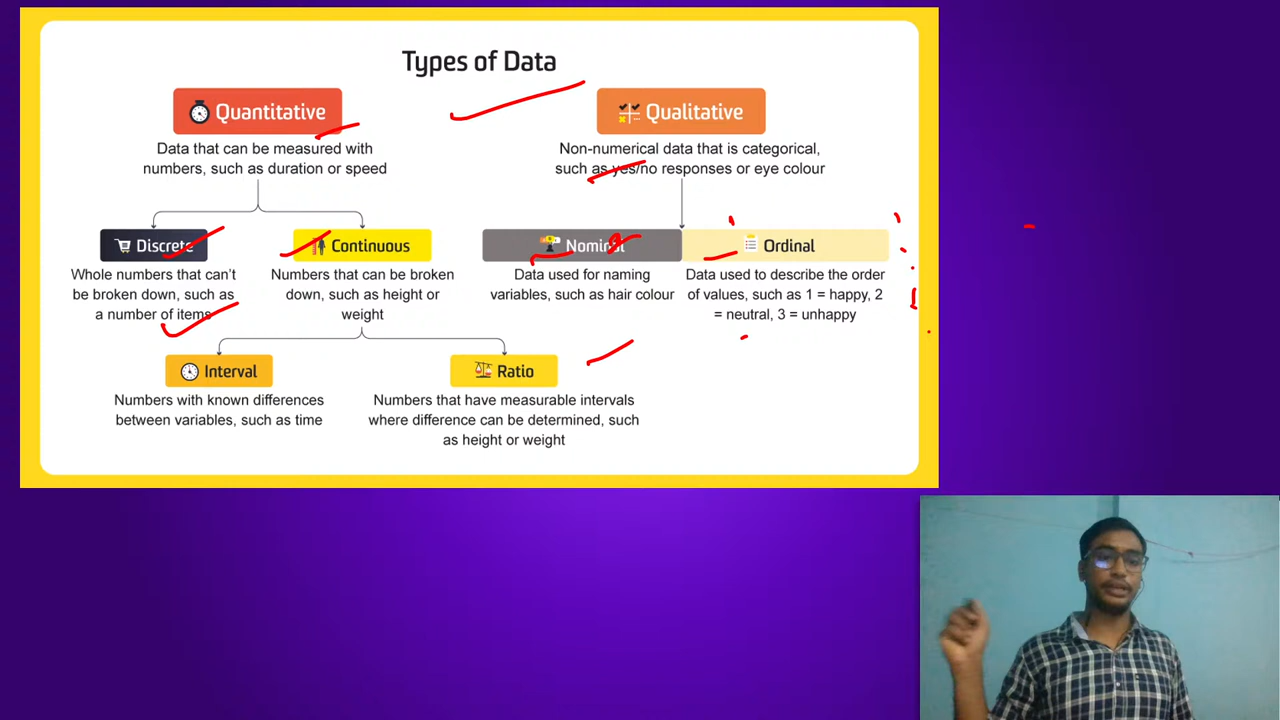 Types of Data
Quantitative
Data that can be measured with
numbers, such as duration or speed
Qualitative
Non-numerical data that is categorical,
such as yes/no responses or eye colour
Discrete
Whole numbers that can't
be broken down, such as
a number of items
Continuous
Numbers that can be broken
down, such as height or
weight
Nominal
Data used for naming
variables, such as hair colour
Ordinal
Data used to describe the order
of values, such as 1 = happy, 2
= neutral, 3 = unhappy
Interval
Numbers with known differences
between variables, such as time
Ratio
Numbers that have measurable intervals
where difference can be determined, such
as height or weight